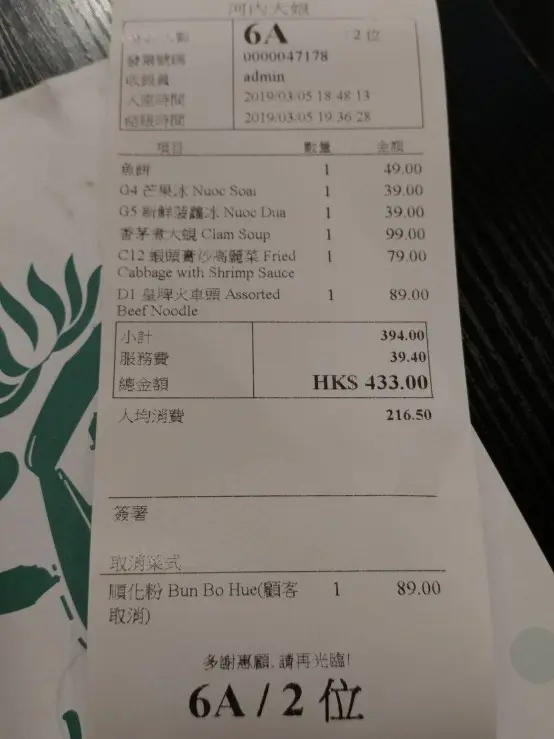 河內大娘
6A 2 位
發票號碼 0000047178
收銀員 admin
入座時間 2019/03/05 18:48:13
結賬時間 2019/03/05 19:36:28
項目 數量 金額
魚餅 1 49.00
G4 芒果冰 Nuoc Soai 1 39.00
G5 新鮮菠蘿冰 Nuoc Dua 1 39.00
香茅煮大蜆 Clam Soup 1 99.00
C12 蝦頭膏炒高麗菜 Fried 1 79.00
Cabbage with Shrimp Sauce
D1 皇牌火車頭 Assorted 1 89.00
Beef Noodle
小計 394.00
服務費 39.40
總金額 HK$ 433.00
人均消費 216.50
簽署
取消菜式
順化粉 Bun Bo Hue(顧客 1 89.00
取消)
多謝惠顧, 請再光臨!
6A / 2 位